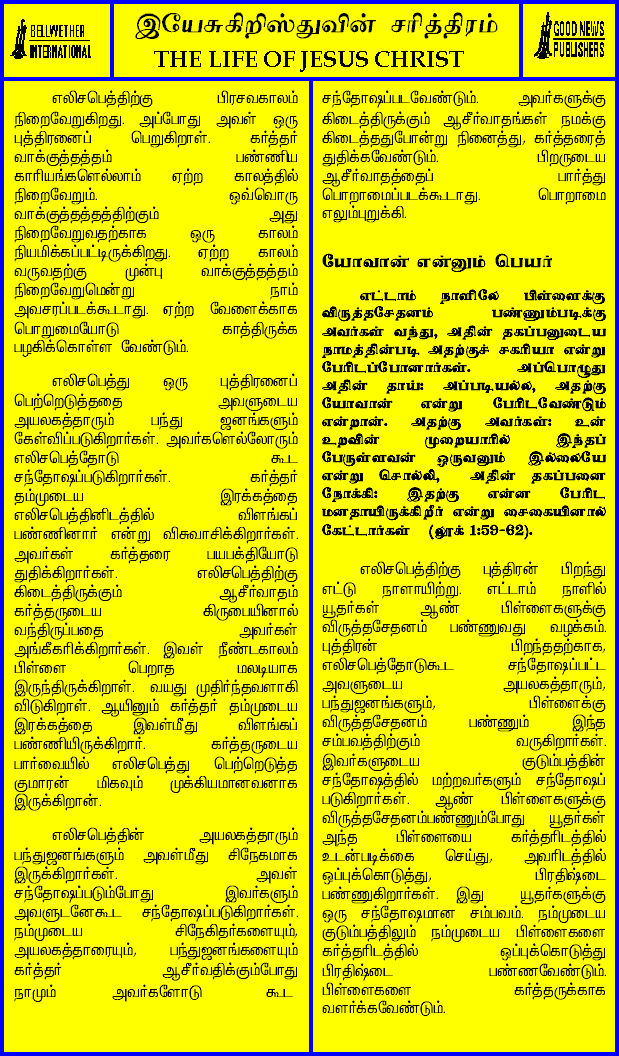 BELLWETHER
INTERNATIONAL
இயேசுகிறிஸ்துவின் சரித்திரம்
THE LIFE OF JESUS CHRIST
GOOD NEWS
PUBLISHERS
எலிசபெத்திற்கு பிரசவகாலம்
நிறைவேறுகிறது. அப்போது அவள் ஒரு
புத்திரனைப் பெறுகிறாள். கர்த்தர்
வாக்குத்தத்தம் பண்ணிய
காரியங்களெல்லாம் ஏற்ற காலத்தில்
நிறைவேறும். ஒவ்வொரு
வாக்குத்தத்தத்திற்கும் அது
நிறைவேறுவதற்காக ஒரு காலம்
நியமிக்கப்பட்டிருக்கிறது. ஏற்ற காலம்
வருவதற்கு முன்பு வாக்குத்தத்தம்
நிறைவேறுமென்று நாம்
அவசரப்படக்கூடாது. ஏற்ற வேளைக்காக
பொறுமையோடு காத்திருக்க
பழகிக்கொள்ள வேண்டும்.
எலிசபெத்து ஒரு புத்திரனைப்
பெற்றெடுத்ததை அவளுடைய
அயலகத்தாரும் பந்து ஜனங்களும்
கேள்விப்படுகிறார்கள். அவர்களெல்லோரும்
எலிசபெத்தோடு கூட
சந்தோஷப்படுகிறார்கள். கர்த்தர்
தம்முடைய இரக்கத்தை
எலிசபெத்தினிடத்தில் விளங்கப்
பண்ணினார் என்று விசுவாசிக்கிறார்கள்.
அவர்கள் கர்த்தரை பயபக்தியோடு
துதிக்கிறார்கள். எலிசபெத்திற்கு
கிடைத்திருக்கும் ஆசீர்வாதம்
கர்த்தருடைய கிருபையினால்
வந்திருப்பதை அவர்கள்
அங்கீகரிக்கிறார்கள். இவள் நீண்டகாலம்
பிள்ளை பெறாத மலடியாக
இருந்திருக்கிறாள். வயது முதிர்ந்தவளாகி
விடுகிறாள். ஆயினும் கர்த்தர் தம்முடைய
இரக்கத்தை இவள்மீது விளங்கப்
பண்ணியிருக்கிறார். கர்த்தருடைய
பார்வையில் எலிசபெத்து பெற்றெடுத்த
குமாரன் மிகவும் முக்கியமானவனாக
இருக்கிறான்.
எலிசபெத்தின் அயலகத்தாரும்
பந்துஜனங்களும் அவள்மீது சிநேகமாக
இருக்கிறார்கள். அவள்
சந்தோஷப்படும்போது இவர்களும்
அவளுடனேகூட சந்தோஷப்படுகிறார்கள்.
நம்முடைய சிநேகிதர்களையும்,
அயலகத்தாரையும், பந்துஜனங்களையும்
கர்த்தர் ஆசீர்வதிக்கும்போது
நாமும் அவர்களோடு கூட
சந்தோஷப்படவேண்டும். அவர்களுக்கு
கிடைத்திருக்கும் ஆசீர்வாதங்கள் நமக்கு
கிடைத்ததுபோன்று நினைத்து, கர்த்தரைத்
துதிக்கவேண்டும். பிறருடைய
ஆசீர்வாதத்தைப் பார்த்து
பொறாமைப்படக்கூடாது. பொறாமை
எலும்புறுக்கி.
யோவான் என்னும் பெயர்
எட்டாம் நாளிலே பிள்ளைக்கு
விருத்தசேதனம் பண்ணும்படிக்கு
அவர்கள் வந்து, அதின் தகப்பனுடைய
நாமத்தின்படி அதற்குச் சகரியா என்று
பேரிடப்போனார்கள். அப்பொழுது
அதின் தாய்: அப்படியல்ல, அதற்கு
யோவான் என்று பேரிடவேண்டும்
என்றாள். அதற்கு அவர்கள்: உன்
உறவின் முறையாரில் இந்தப்
பேருள்ளவன் ஒருவனும் இல்லையே
என்று சொல்லி, அதின் தகப்பனை
நோக்கி: இதற்கு என்ன பேரிட
மனதாயிருக்கிறீர் என்று சைகையினால்
கேட்டார்கள் (லூக் 1:59-62).
எலிசபெத்திற்கு புத்திரன் பிறந்து
எட்டு நாளாயிற்று. எட்டாம் நாளில்
யூதர்கள் ஆண் பிள்ளைகளுக்கு
விருத்தசேதனம் பண்ணுவது வழக்கம்.
புத்திரன் பிறந்ததற்காக,
எலிசபெத்தோடுகூட சந்தோஷப்பட்ட
அவளுடைய அயலகத்தாரும்,
பந்துஜனங்களும், பிள்ளைக்கு
விருத்தசேதனம் பண்ணும் இந்த
சம்பவத்திற்கும் வருகிறார்கள்.
இவர்களுடைய குடும்பத்தின்
சந்தோஷத்தில் மற்றவர்களும் சந்தோஷப்
படுகிறார்கள். ஆண் பிள்ளைகளுக்கு
விருத்தசேதனம்பண்ணும்போது யூதர்கள்
அந்த பிள்ளையை கர்த்தரிடத்தில்
உடன்படிக்கை செய்து, அவரிடத்தில்
ஒப்புக்கொடுத்து, பிரதிஷ்டை
பண்ணுகிறார்கள். இது யூதர்களுக்கு
ஒரு சந்தோஷமான சம்பவம். நம்முடைய
குடும்பத்திலும் நம்முடைய பிள்ளைகளை
கர்த்தரிடத்தில் ஒப்புக்கொடுத்து
பிரதிஷ்டை பண்ணவேண்டும்.
பிள்ளைகளை கர்த்தருக்காக
வளர்க்கவேண்டும்.